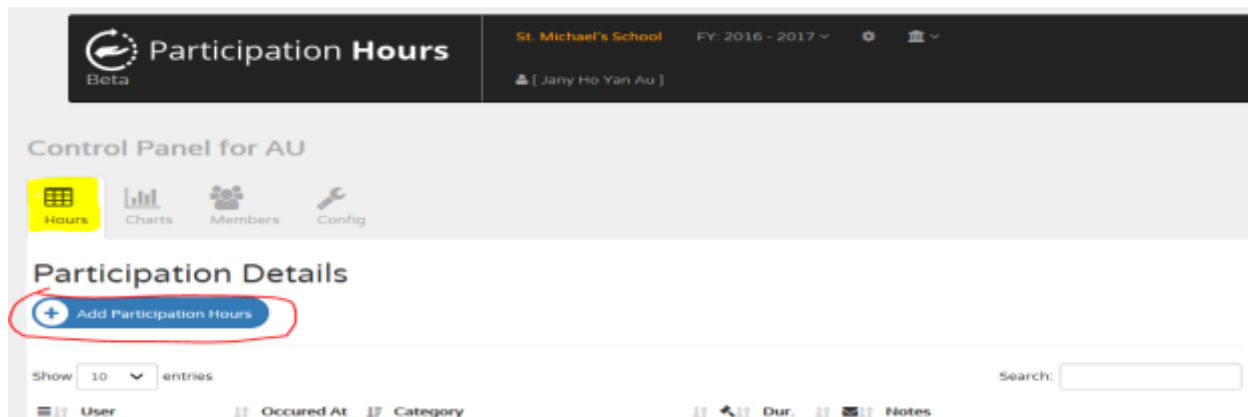 Participation Hours
Beta
St. Michael's School FY: 2016 - 2017
[ Jany Ho Yan Au ]
Control Panel for AU
Hours Charts Members Config
Participation Details
+ Add Participation Hours
Show 10 entries Search:
User Occured At Category Dur. Notes